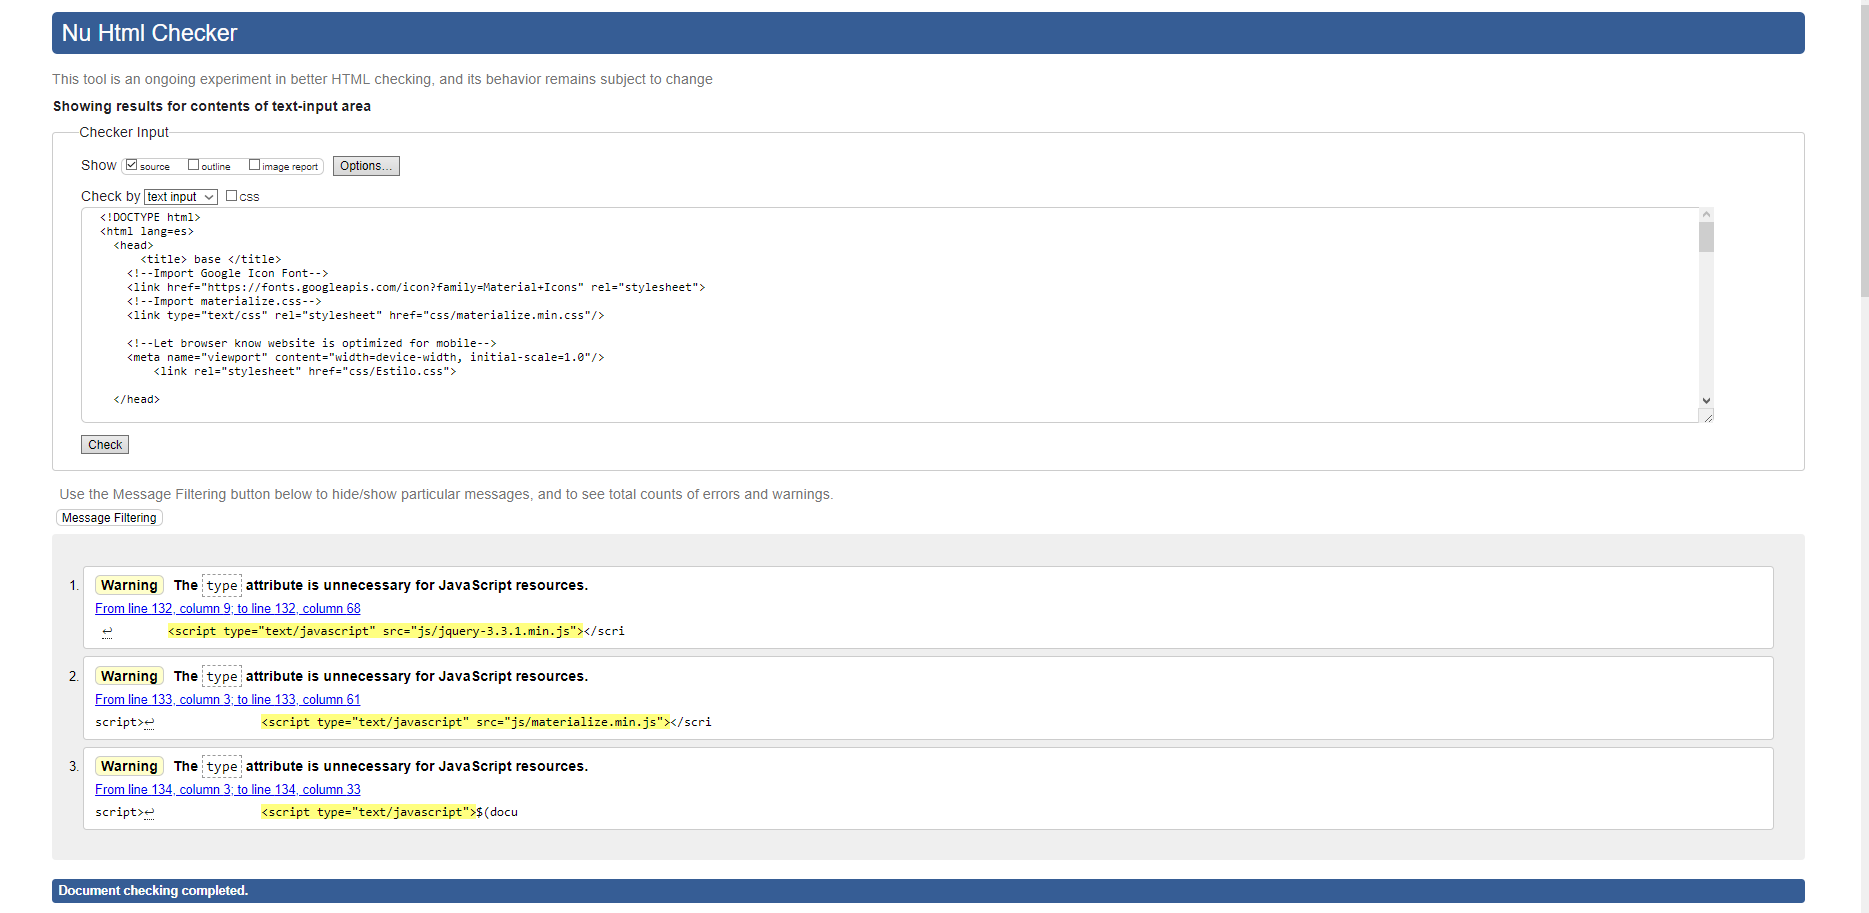 Nu Html Checker
This tool is an ongoing experiment in better HTML checking, and its behavior remains subject to change
Showing results for contents of text-input area
Checker Input
Show source outline image report Options...
Check by text input css
<!DOCTYPE html>
<html lang=es>
<head>
<title> base </title>
<!--Import Google Icon Font-->
<link href="https://fonts.googleapis.com/icon?family=Material+Icons" rel="stylesheet">
<!--Import materialize.css-->
<link type="text/css" rel="stylesheet" href="css/materialize.min.css"/>
<!--Let browser know website is optimized for mobile-->
<meta name="viewport" content="width=device-width, initial-scale=1.0"/>
<link rel="stylesheet" href="css/Estilo.css">
</head>
Check
Use the Message Filtering button below to hide/show particular messages, and to see total counts of errors and warnings.
Message Filtering
1. Warning The type attribute is unnecessary for JavaScript resources.
From line 132, column 9; to line 132, column 68
↩ <script type="text/javascript" src="js/jquery-3.3.1.min.js"></scri
2. Warning The type attribute is unnecessary for JavaScript resources.
From line 133, column 3; to line 133, column 61
script>↩ <script type="text/javascript" src="js/materialize.min.js"></scri
3. Warning The type attribute is unnecessary for JavaScript resources.
From line 134, column 3; to line 134, column 33
script>↩ <script type="text/javascript">$(docu
Document checking completed.